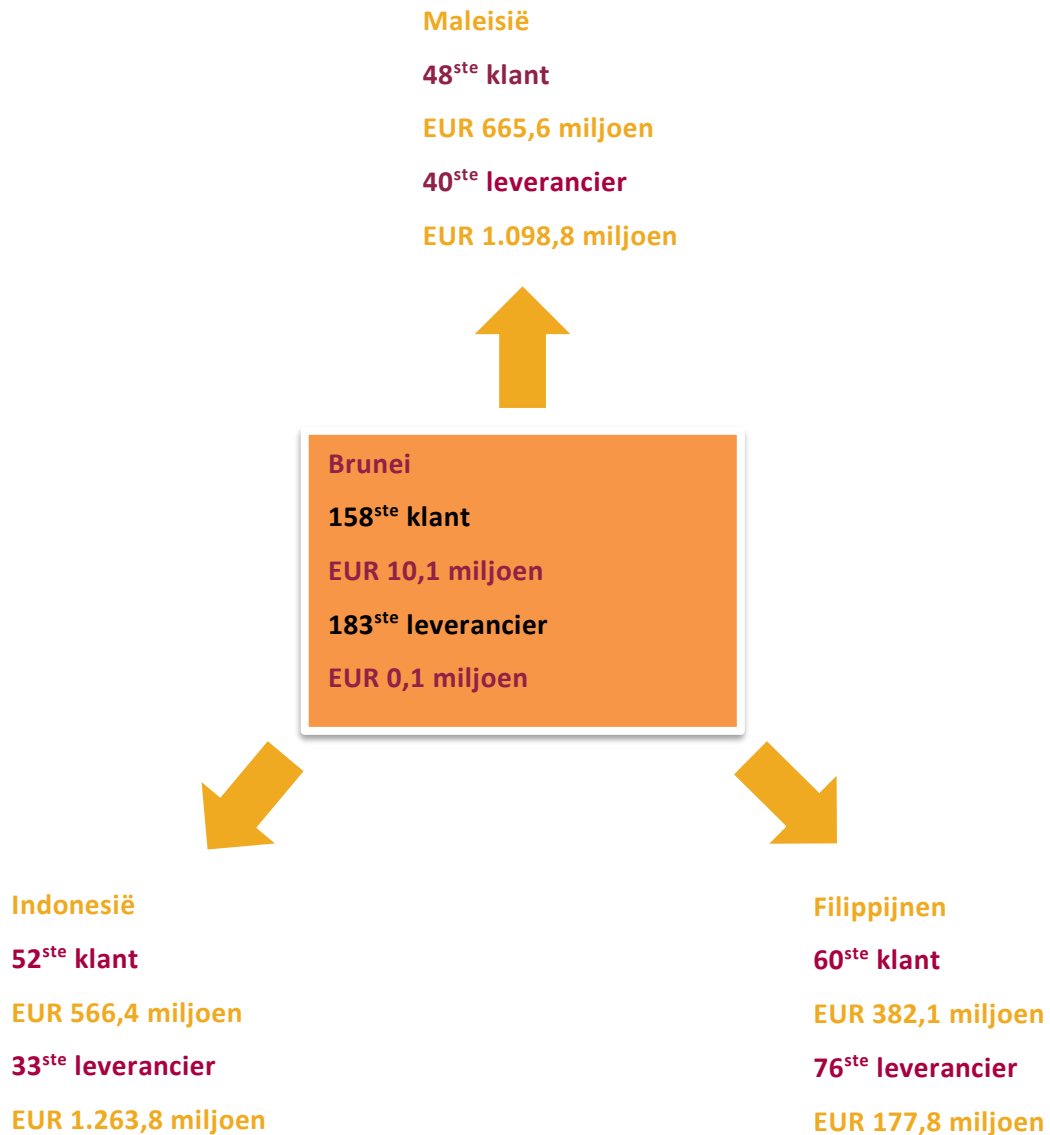 Maleisië
48ste klant
EUR 665,6 miljoen
40ste leverancier
EUR 1.098,8 miljoen
Brunei
158ste klant
EUR 10,1 miljoen
183ste leverancier
EUR 0,1 miljoen
Indonesië
52ste klant
EUR 566,4 miljoen
33ste leverancier
EUR 1.263,8 miljoen
Filippijnen
60ste klant
EUR 382,1 miljoen
76ste leverancier
EUR 177,8 miljoen